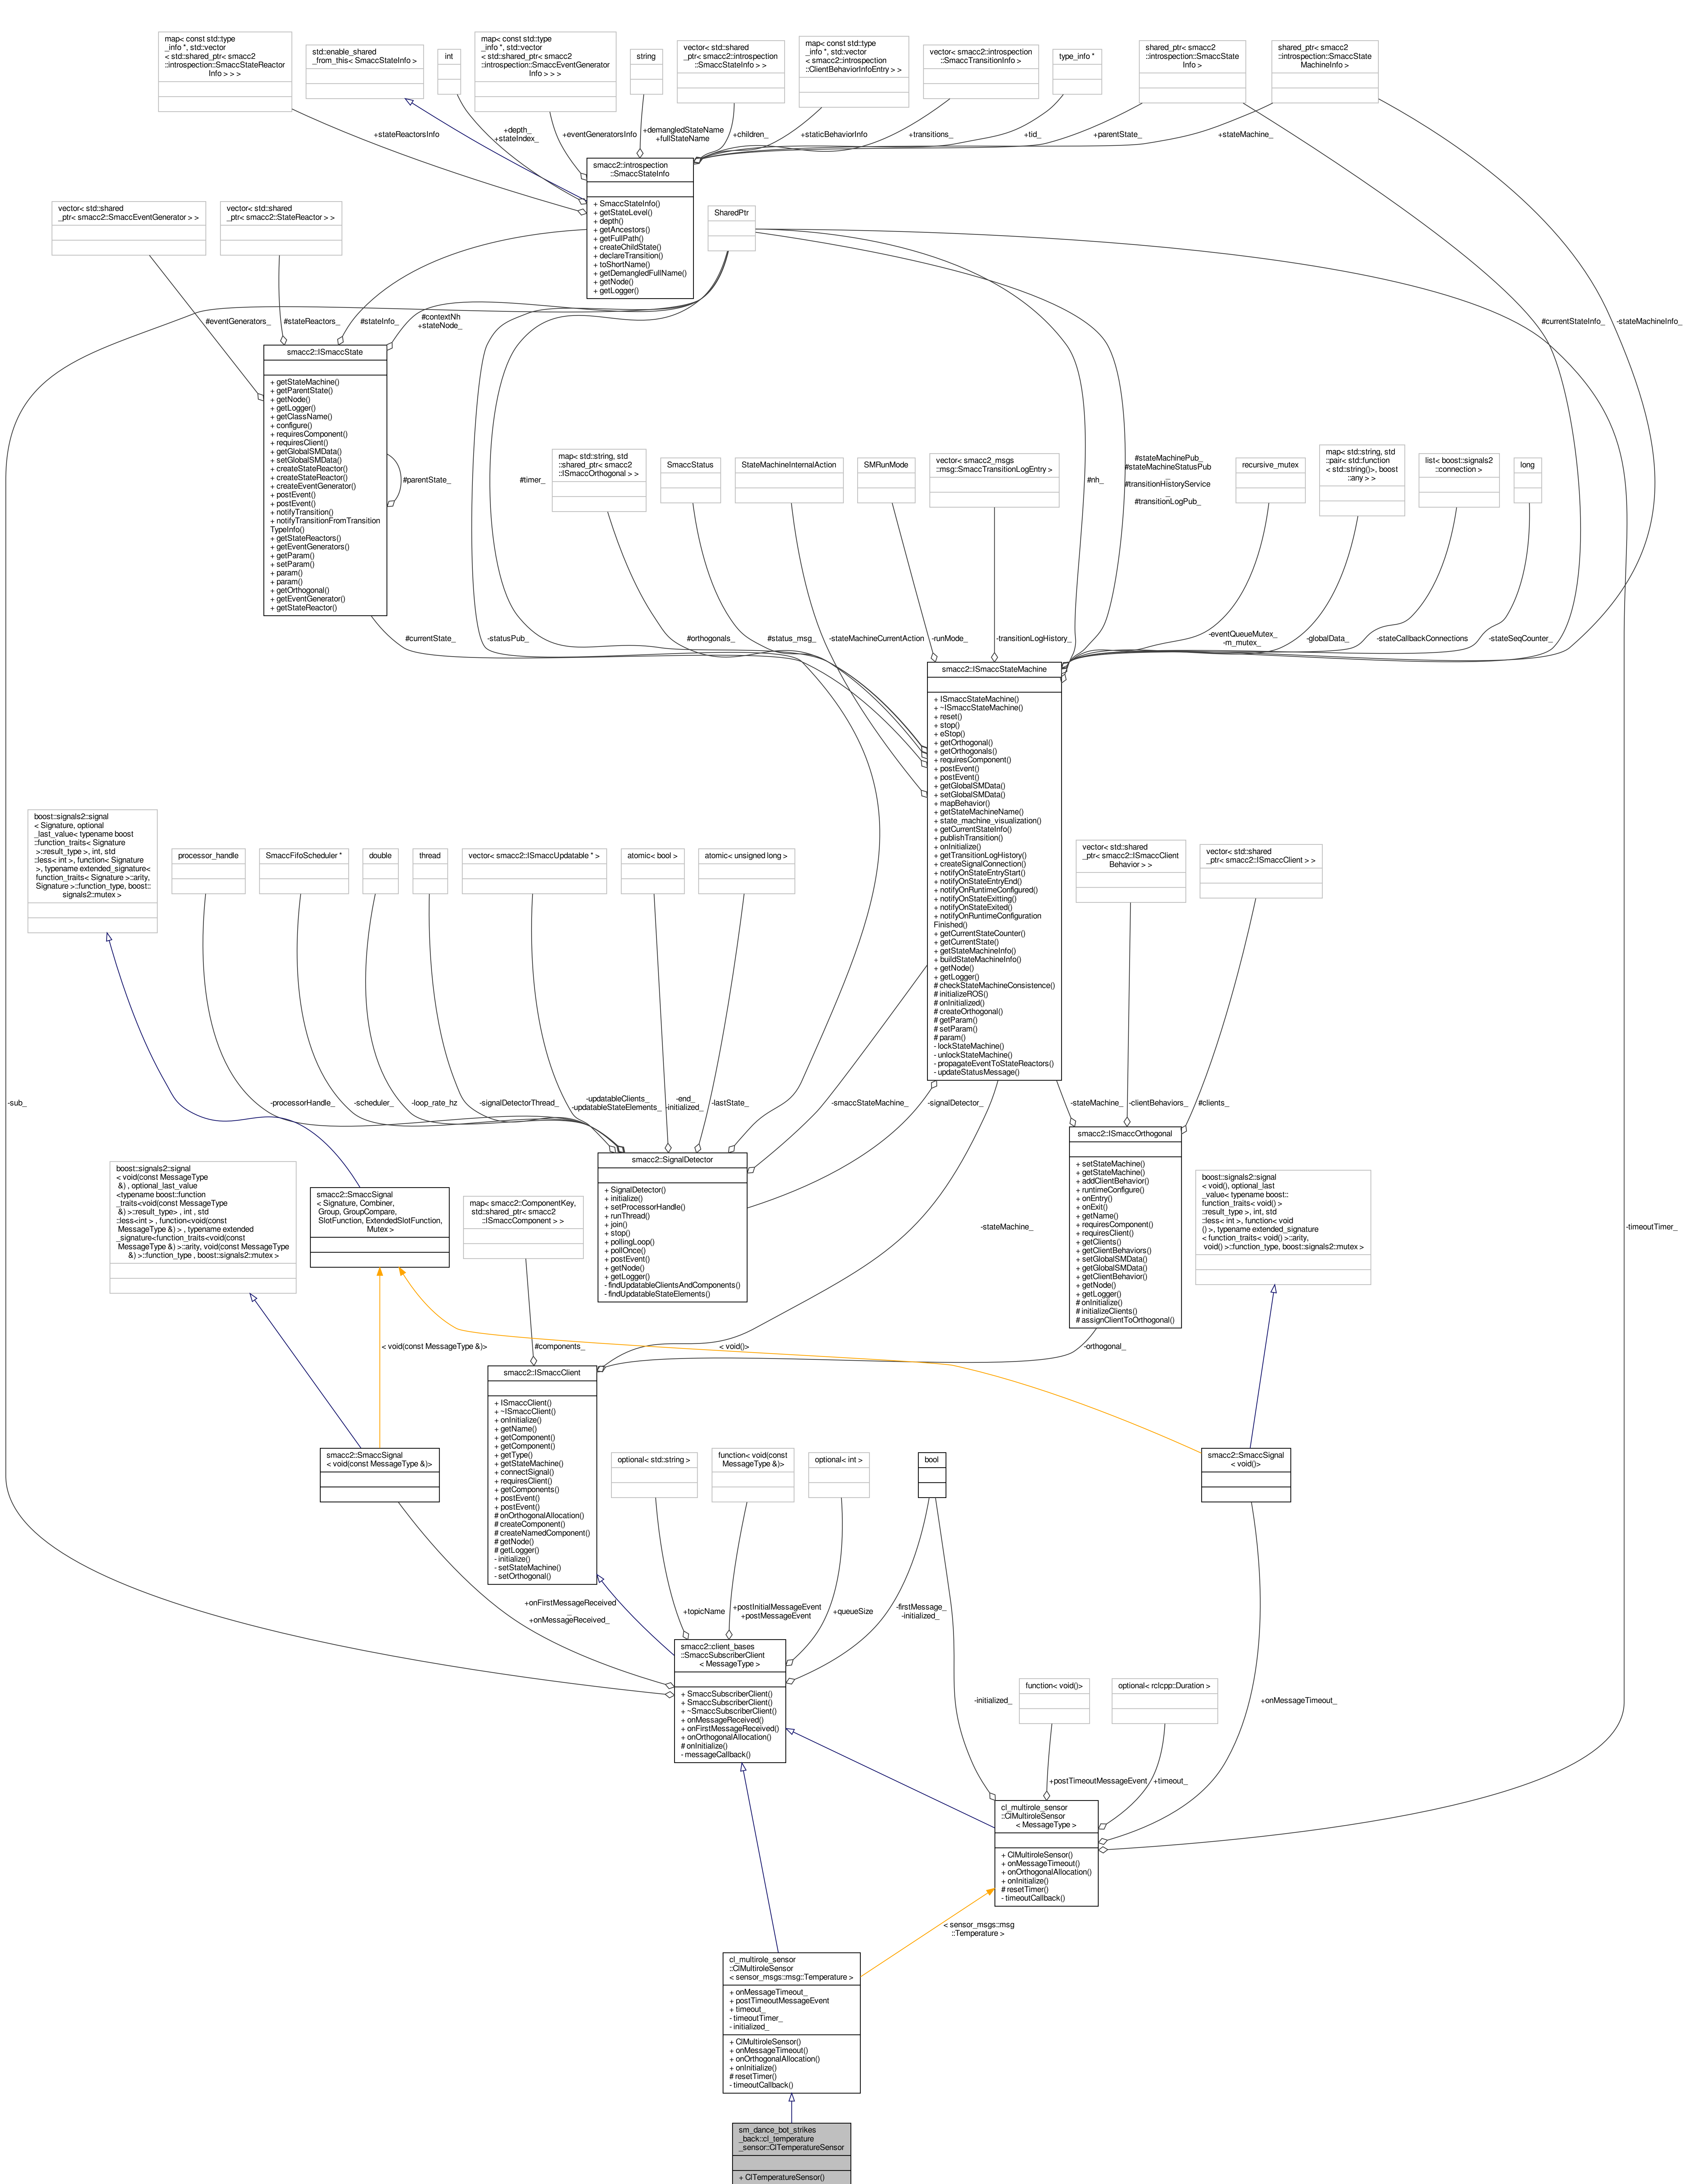 map< const std::type
_info *, std::vector
< std::shared_ptr< smacc2
::introspection::SmaccStateReactor
Info > > >
std::enable_shared
_from_this< SmaccStateInfo >
int
map< const std::type
_info *, std::vector
< std::shared_ptr< smacc2
::introspection::SmaccEventGenerator
Info > > >
string
vector< std::shared
_ptr< smacc2::introspection
::SmaccStateInfo > >
map< const std::type
_info *, std::vector
< smacc2::introspection
::ClientBehaviorInfoEntry > >
vector< smacc2::introspection
::SmaccTransitionInfo >
type_info *
shared_ptr< smacc2
::introspection::SmaccState
Info >
shared_ptr< smacc2
::introspection::SmaccState
MachineInfo >
+stateReactorsInfo
+depth_
+stateIndex_
+eventGeneratorsInfo
+demangledStateName
+fullStateName
+children_
+staticBehaviorInfo
+transitions_
+tid_
+parentState_
+stateMachine_
smacc2::introspection
::SmaccStateInfo
+ SmaccStateInfo()
+ getStateLevel()
+ depth()
+ getAncestors()
+ getFullPath()
+ createChildState()
+ declareTransition()
+ toShortName()
+ getDemangledFullName()
+ getNode()
+ getLogger()
vector< std::shared
_ptr< smacc2::SmaccEventGenerator > >
vector< std::shared
_ptr< smacc2::StateReactor > >
SharedPtr
#eventGenerators_
#stateReactors_
#stateInfo_
#contextNh
+stateNode_
#currentStateInfo_
-stateMachineInfo_
smacc2::ISmaccState
+ getStateMachine()
+ getParentState()
+ getNode()
+ getLogger()
+ getClassName()
+ configure()
+ requiresComponent()
+ requiresClient()
+ getGlobalSMData()
+ setGlobalSMData()
+ createStateReactor()
+ createStateReactor()
+ createEventGenerator()
+ postEvent()
+ postEvent()
+ notifyTransition()
+ notifyTransitionFromTransition
TypeInfo()
+ getStateReactors()
+ getEventGenerators()
+ getParam()
+ setParam()
+ param()
+ param()
+ getOrthogonal()
+ getEventGenerator()
+ getStateReactor()
#parentState_
#timer_
map< std::string, std
::shared_ptr< smacc2
::ISmaccOrthogonal > >
SmaccStatus
StateMachineInternalAction
SMRunMode
vector< smacc2_msgs
::msg::SmaccTransitionLogEntry >
#nh_
#stateMachinePub_
#stateMachineStatusPub
_
#transitionHistoryService
_
#transitionLogPub_
recursive_mutex
map< std::string, std
::pair< std::function
< std::string()>, boost
::any > >
list< boost::signals2
::connection >
long
#currentState_
-statusPub_
#orthogonals_
#status_msg_
-stateMachineCurrentAction
-runMode_
-transitionLogHistory_
-eventQueueMutex_
-m_mutex_
-globalData_
-stateCallbackConnections
-stateSeqCounter_
smacc2::ISmaccStateMachine
+ ISmaccStateMachine()
+ ~ISmaccStateMachine()
+ reset()
+ stop()
+ eStop()
+ getOrthogonal()
+ getOrthogonals()
+ requiresComponent()
+ postEvent()
+ postEvent()
+ getGlobalSMData()
+ setGlobalSMData()
+ mapBehavior()
+ getStateMachineName()
+ state_machine_visualization()
+ getCurrentStateInfo()
+ publishTransition()
+ onInitialize()
+ getTransitionLogHistory()
+ createSignalConnection()
+ notifyOnStateEntryStart()
+ notifyOnStateEntryEnd()
+ notifyOnRuntimeConfigured()
+ notifyOnStateExitting()
+ notifyOnStateExited()
+ notifyOnRuntimeConfiguration
Finished()
+ getCurrentStateCounter()
+ getCurrentState()
+ getStateMachineInfo()
+ buildStateMachineInfo()
+ getNode()
+ getLogger()
# checkStateMachineConsistence()
# initializeROS()
# onInitialized()
# createOrthogonal()
# getParam()
# setParam()
# param()
- lockStateMachine()
- unlockStateMachine()
- propagateEventToStateReactors()
- updateStatusMessage()
boost::signals2::signal
< Signature, optional
_last_value< typename boost
::function_traits< Signature
>::result_type >, int, std
::less< int >, function< Signature
>, typename extended_signature<
function_traits< Signature >::arity,
Signature >::function_type, boost::
signals2::mutex >
processor_handle
SmaccFifoScheduler *
double
thread
vector< smacc2::ISmaccUpdatable * >
atomic< bool >
atomic< unsigned long >
vector< std::shared
_ptr< smacc2::ISmaccClient
Behavior > >
vector< std::shared
_ptr< smacc2::ISmaccClient > >
-sub_
-processorHandle_
-scheduler_
-loop_rate_hz
-signalDetectorThread_
-updatableClients_
-updatableStateElements_
-end_
-initialized_
-lastState_
-smaccStateMachine_
-signalDetector_
-stateMachine_
-clientBehaviors_
#clients_
smacc2::ISmaccOrthogonal
+ setStateMachine()
+ getStateMachine()
+ addClientBehavior()
+ runtimeConfigure()
+ onEntry()
+ onExit()
+ getName()
+ requiresComponent()
+ requiresClient()
+ getClients()
+ getClientBehaviors()
+ setGlobalSMData()
+ getGlobalSMData()
+ getClientBehavior()
+ getNode()
+ getLogger()
# onInitialize()
# initializeClients()
# assignClientToOrthogonal()
smacc2::SignalDetector
+ SignalDetector()
+ initialize()
+ setProcessorHandle()
+ runThread()
+ join()
+ stop()
+ pollingLoop()
+ pollOnce()
+ postEvent()
+ getNode()
+ getLogger()
- findUpdatableClientsAndComponents()
- findUpdatableStateElements()
boost::signals2::signal
< void(const MessageType
&) , optional_last_value
<typename boost::function
_traits<void(const MessageType
&) >::result_type> , int , std
::less<int > , function<void(const
MessageType &) > , typename extended
_signature<function_traits<void(const
MessageType &) >::arity, void(const MessageType
&) >::function_type , boost::signals2::mutex >
smacc2::SmaccSignal
< Signature, Combiner,
Group, GroupCompare,
SlotFunction, ExtendedSlotFunction,
Mutex >
map< smacc2::ComponentKey,
std::shared_ptr< smacc2
::ISmaccComponent > >
boost::signals2::signal
< void(), optional_last
_value< typename boost::
function_traits< void() >
::result_type >, int, std
::less< int >, function< void
() >, typename extended_signature
< function_traits< void() >::arity,
void() >::function_type, boost::signals2::mutex >
-stateMachine_
-timeoutTimer_
< void(const MessageType &)>
#components_
< void()>
-orthogonal_
smacc2::ISmaccClient
+ ISmaccClient()
+ ~ISmaccClient()
+ onInitialize()
+ getName()
+ getComponent()
+ getComponent()
+ getType()
+ getStateMachine()
+ connectSignal()
+ requiresClient()
+ getComponents()
+ postEvent()
+ postEvent()
# onOrthogonalAllocation()
# createComponent()
# createNamedComponent()
# getNode()
# getLogger()
- initialize()
- setStateMachine()
- setOrthogonal()
smacc2::SmaccSignal
< void(const MessageType &)>
optional< std::string >
function< void(const
MessageType &)>
optional< int >
bool
smacc2::SmaccSignal
< void()>
+onFirstMessageReceived
_
+onMessageReceived_
+topicName
+postInitialMessageEvent
+postMessageEvent
+queueSize
-firstMessage_
-initialized_
smacc2::client_bases
::SmaccSubscriberClient
< MessageType >
+ SmaccSubscriberClient()
+ SmaccSubscriberClient()
+ ~SmaccSubscriberClient()
+ onMessageReceived()
+ onFirstMessageReceived()
+ onOrthogonalAllocation()
# onInitialize()
- messageCallback()
function< void()>
optional< rclcpp::Duration >
-initialized_
+onMessageTimeout_
+postTimeoutMessageEvent
+timeout_
cl_multirole_sensor
::ClMultiroleSensor
< MessageType >
+ ClMultiroleSensor()
+ onMessageTimeout()
+ onOrthogonalAllocation()
+ onInitialize()
# resetTimer()
- timeoutCallback()
< sensor_msgs::msg
::Temperature >
cl_multirole_sensor
::ClMultiroleSensor
< sensor_msgs::msg::Temperature >
+ onMessageTimeout_
+ postTimeoutMessageEvent
+ timeout_
- timeoutTimer_
- initialized_
+ ClMultiroleSensor()
+ onMessageTimeout()
+ onOrthogonalAllocation()
+ onInitialize()
# resetTimer()
- timeoutCallback()
sm_dance_bot_strikes
_back::cl_temperature
_sensor::ClTemperatureSensor
+ ClTemperatureSensor()